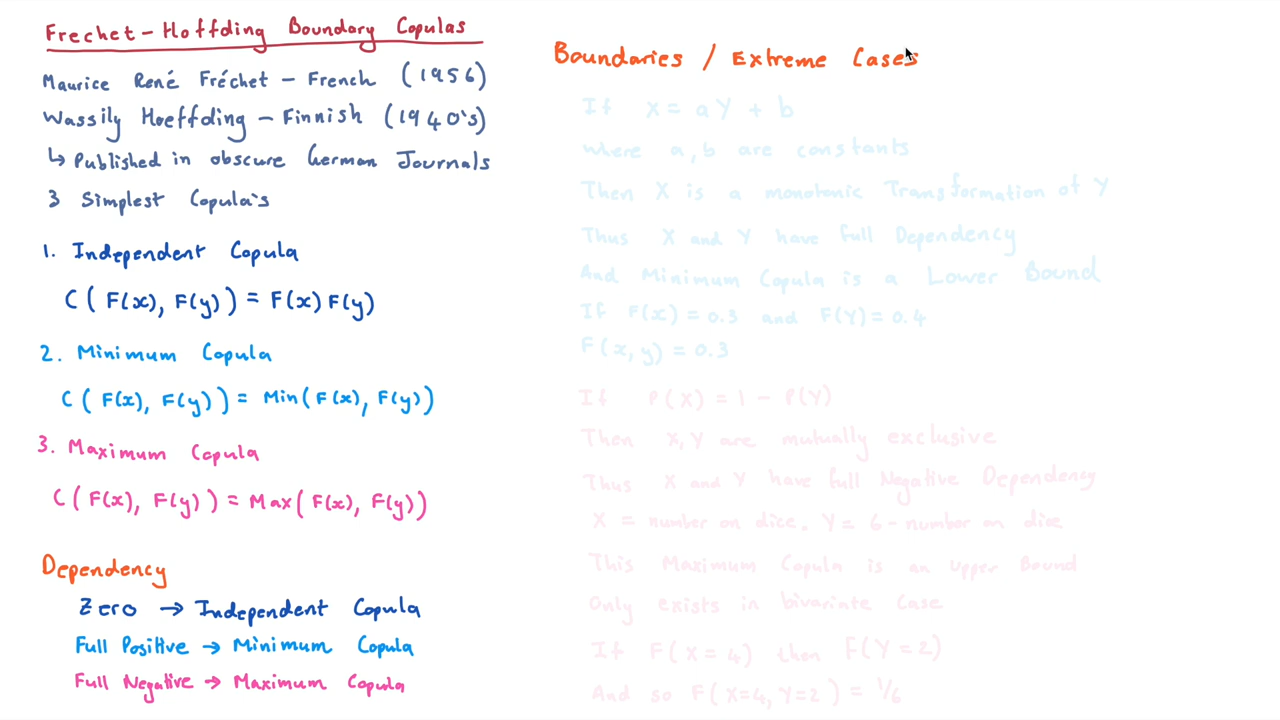 Frechet - Hoffding Boundary Copulas
Maurice René Fréchet - French (1956)
Wassily Hoeffding - Finnish (1940's)
↳ Published in obscure German Journals
3 Simplest Copula's
1. Independent Copula
C( F(x), F(y) ) = F(x) F(y)
2. Minimum Copula
C( F(x), F(y) ) = Min( F(x), F(y) )
3. Maximum Copula
C( F(x), F(y) ) = Max( F(x), F(y) )
Dependency
Zero → Independent Copula
Full Positive → Minimum Copula
Full Negative → Maximum Copula
Boundaries / Extreme Cases
If X = aY + b
where a, b are constants
Then X is a monotonic Transformation of Y
Thus X and Y have full Dependency
And Minimum Copula is a Lower Bound
If F(x) = 0.3 and F(Y) = 0.4
F(x, y) = 0.3
If P(X) = 1 - P(Y)
Then X, Y are mutually exclusive
Thus X and Y have full Negative Dependency
X = number on dice. Y = 6 - number on dice
This Maximum Copula is an Upper Bound
Only exists in bivariate Case
If F(X = 4) then F(Y = 2)
And so F( X=4, Y=2 ) = 1/6